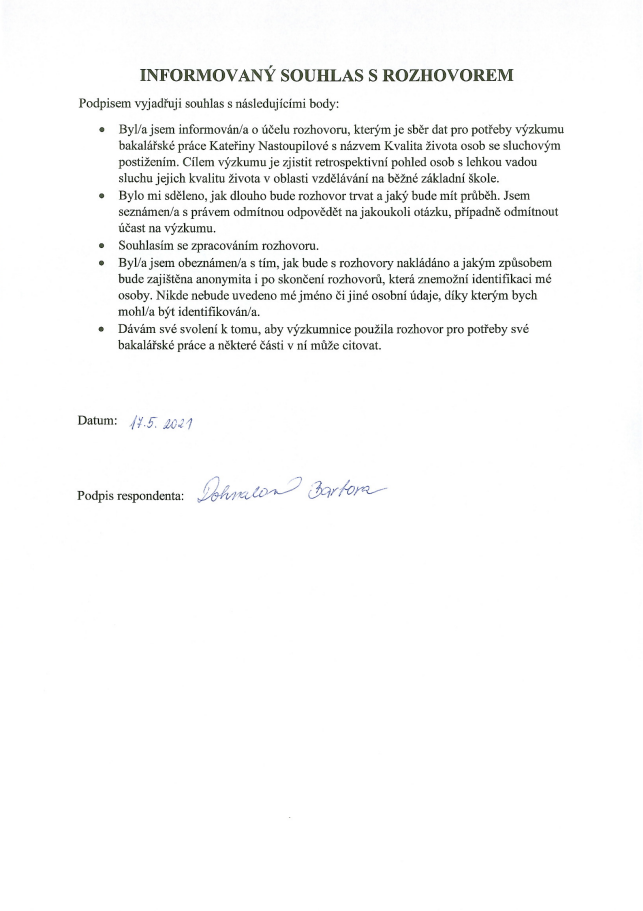 INFORMOVANÝ SOUHLAS S ROZHOVOREM
Podpisem vyjadřuji souhlas s následujícími body:
• Byl/a jsem informován/a o účelu rozhovoru, kterým je sběr dat pro potřeby výzkumu
bakalářské práce Kateřiny Nastoupilové s názvem Kvalita života osob se sluchovým
postižením. Cílem výzkumu je zjistit retrospektivní pohled osob s lehkou vadou
sluchu jejich kvalitu života v oblasti vzdělávání na běžné základní škole.
• Bylo mi sděleno, jak dlouho bude rozhovor trvat a jaký bude mít průběh. Jsem
seznámen/a s právem odmítnou odpovědět na jakoukoli otázku, případně odmítnout
účast na výzkumu.
• Souhlasím se zpracováním rozhovoru.
• Byl/a jsem obeznámen/a s tím, jak bude s rozhovory nakládáno a jakým způsobem
bude zajištěna anonymita i po skončení rozhovorů, která znemožní identifikaci mé
osoby. Nikde nebude uvedeno mé jméno či jiné osobní údaje, díky kterým bych
mohl/a být identifikován/a.
• Dávám své svolení k tomu, aby výzkumnice použila rozhovor pro potřeby své
bakalářské práce a některé části v ní může citovat.
Datum: 17.5. 2021
Podpis respondenta: